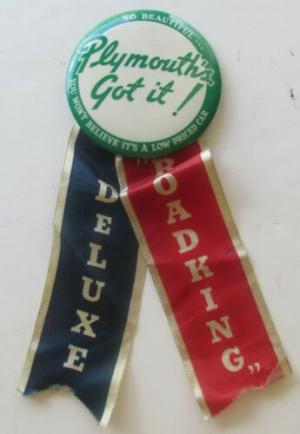 SO BEAUTIFUL...
Plymouth's
Got it!
YOU WON'T BELIEVE IT'S A LOW PRICED CAR
DELUXE
"ROADKING"